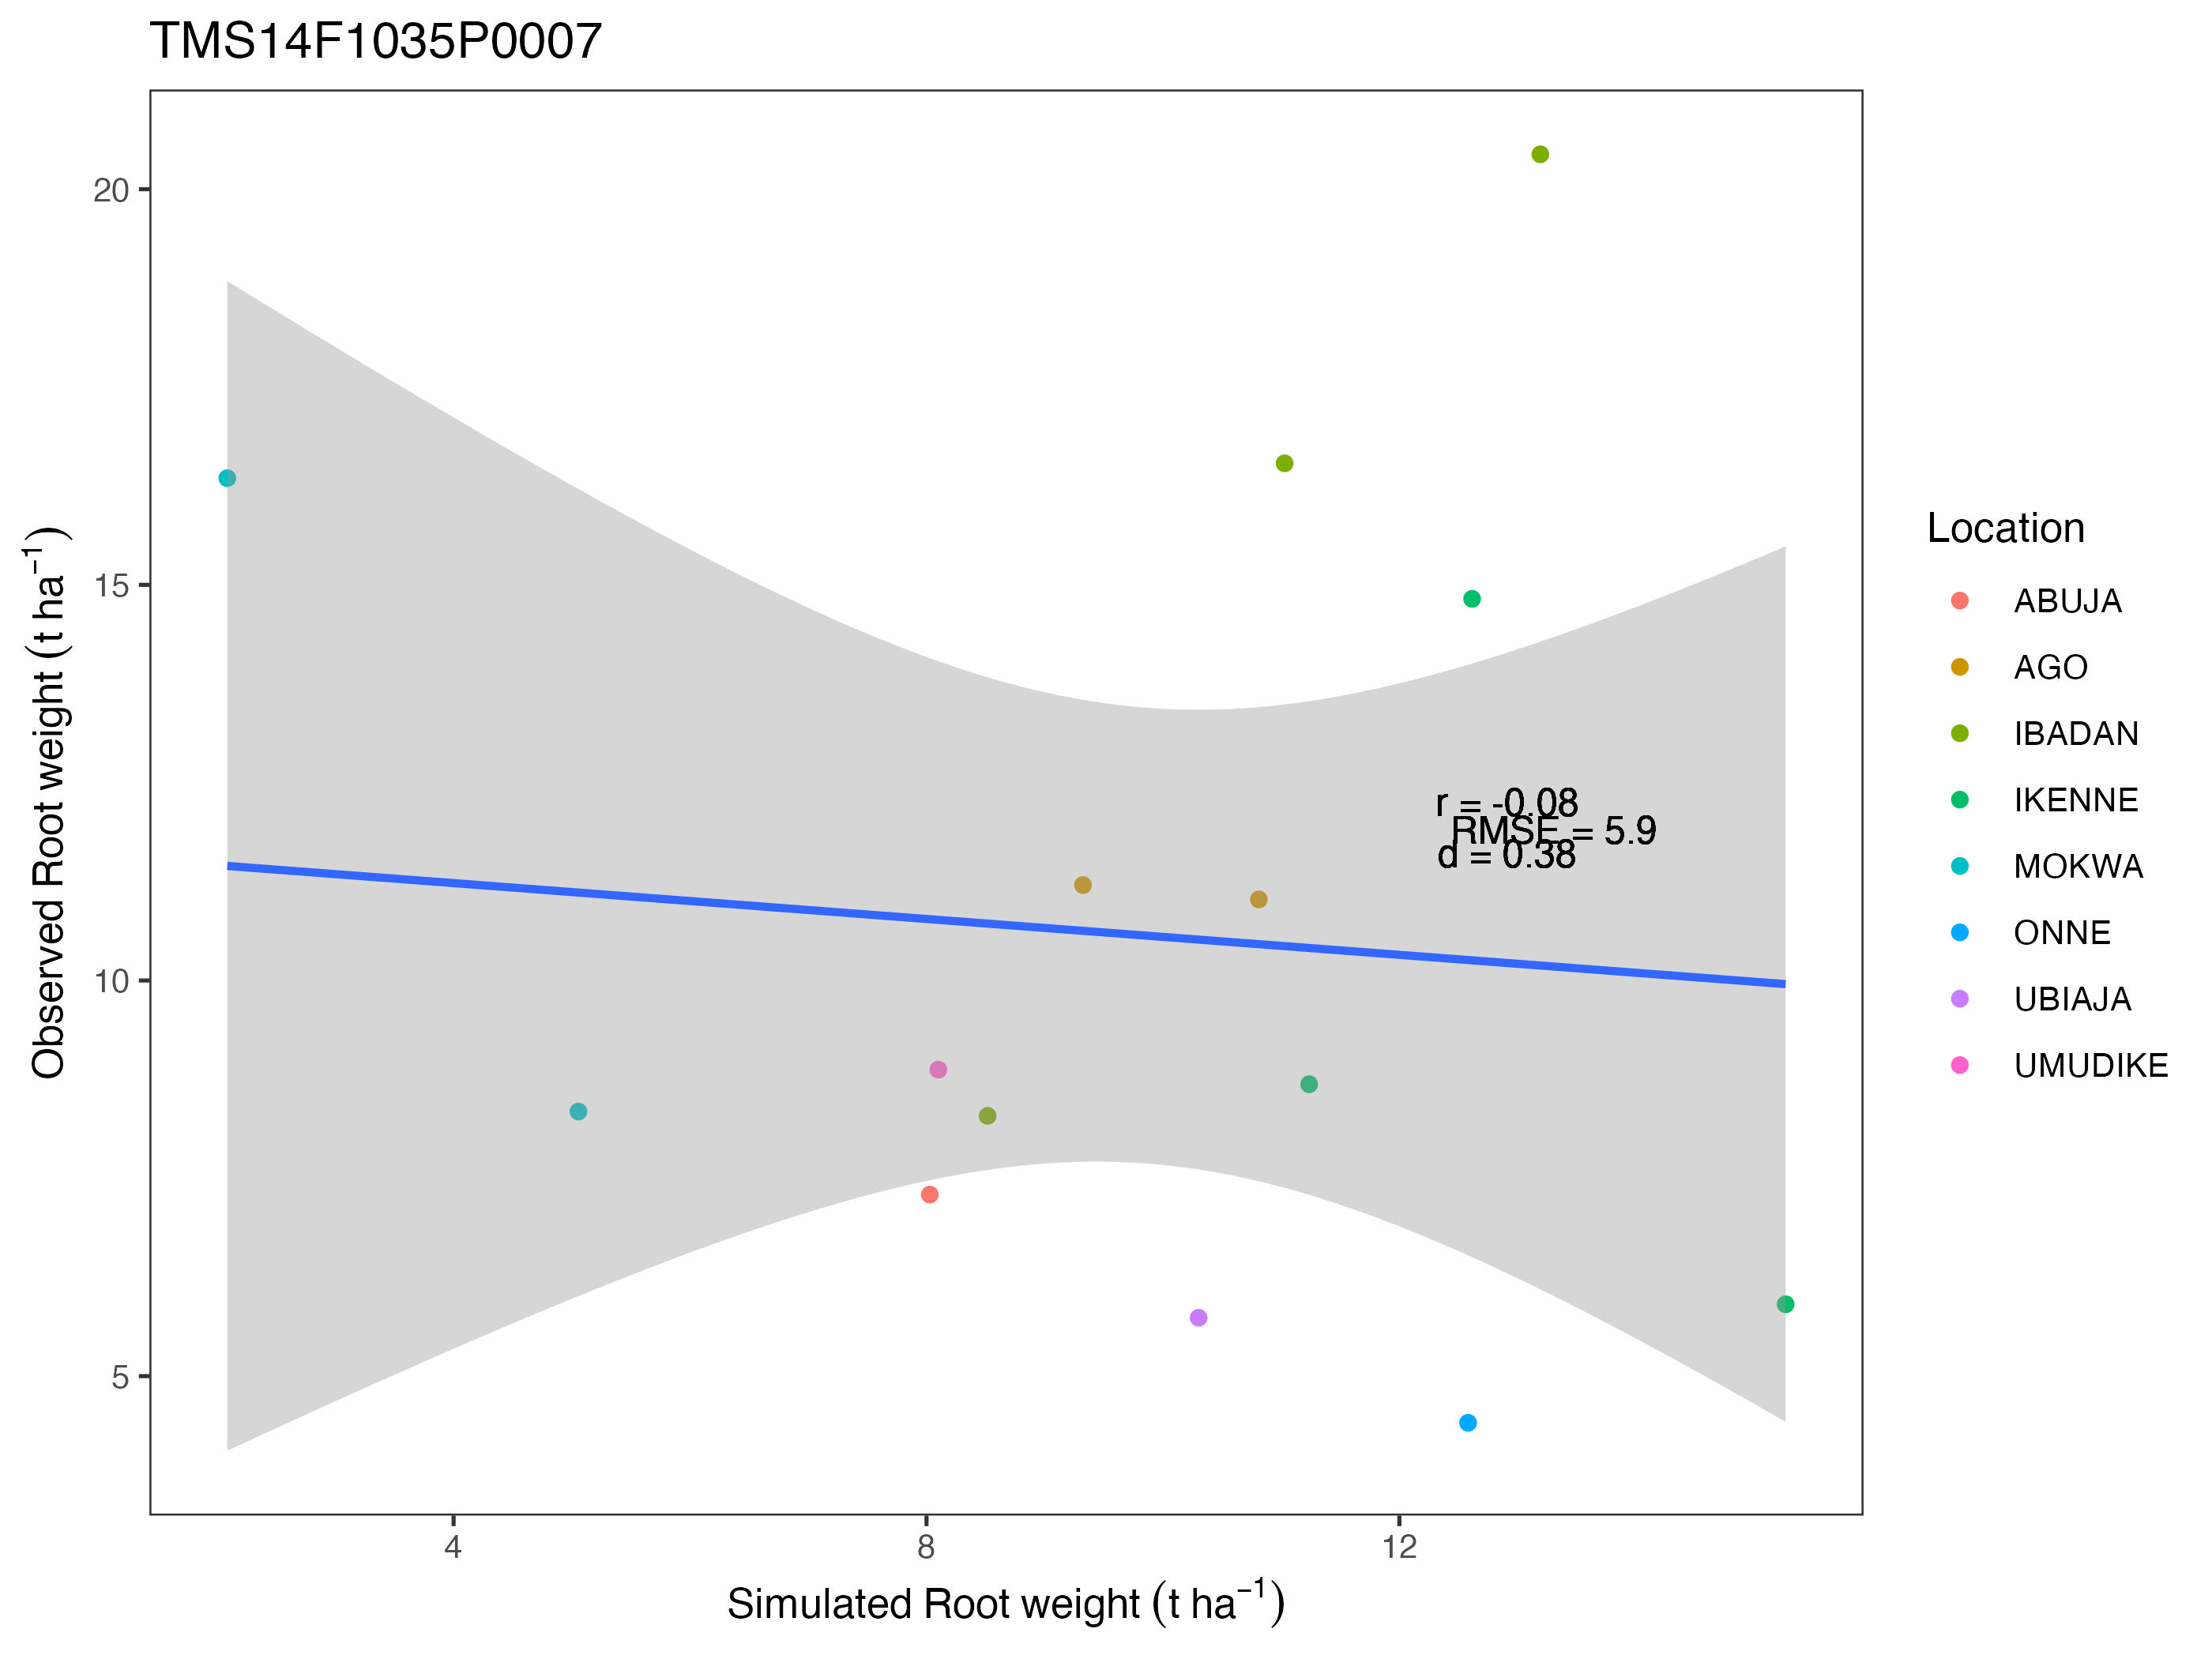 TMS14F1035P0007
20
15
10
5
Observed Root weight (t ha⁻¹)
r = -0.08
RMSE = 5.9
d = 0.38
4
8
12
Simulated Root weight (t ha⁻¹)
Location
ABUJA
AGO
IBADAN
IKENNE
MOKWA
ONNE
UBIAJA
UMUDIKE